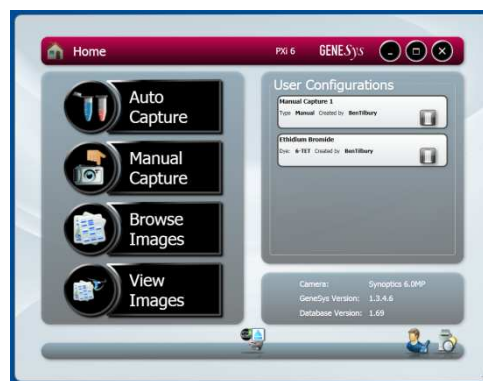 Home
PXi 6
GENESys
Auto
Capture
Manual
Capture
Browse
Images
View
Images
User Configurations
Manual Capture 1
Type Manual Created by BenTilbury
Ethidium Bromide
Dye: 6-TET Created by BenTilbury
Camera: Synoptics 6.0MP
GeneSys Version: 1.3.4.6
Database Version: 1.69